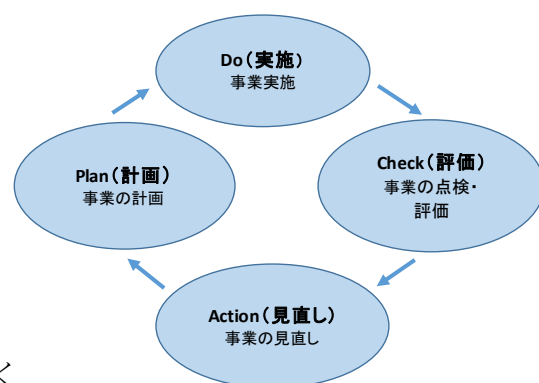 Do（実施）
事業実施
Plan（計画）
事業の計画
Check（評価）
事業の点検・
評価
Action（見直し）
事業の見直し